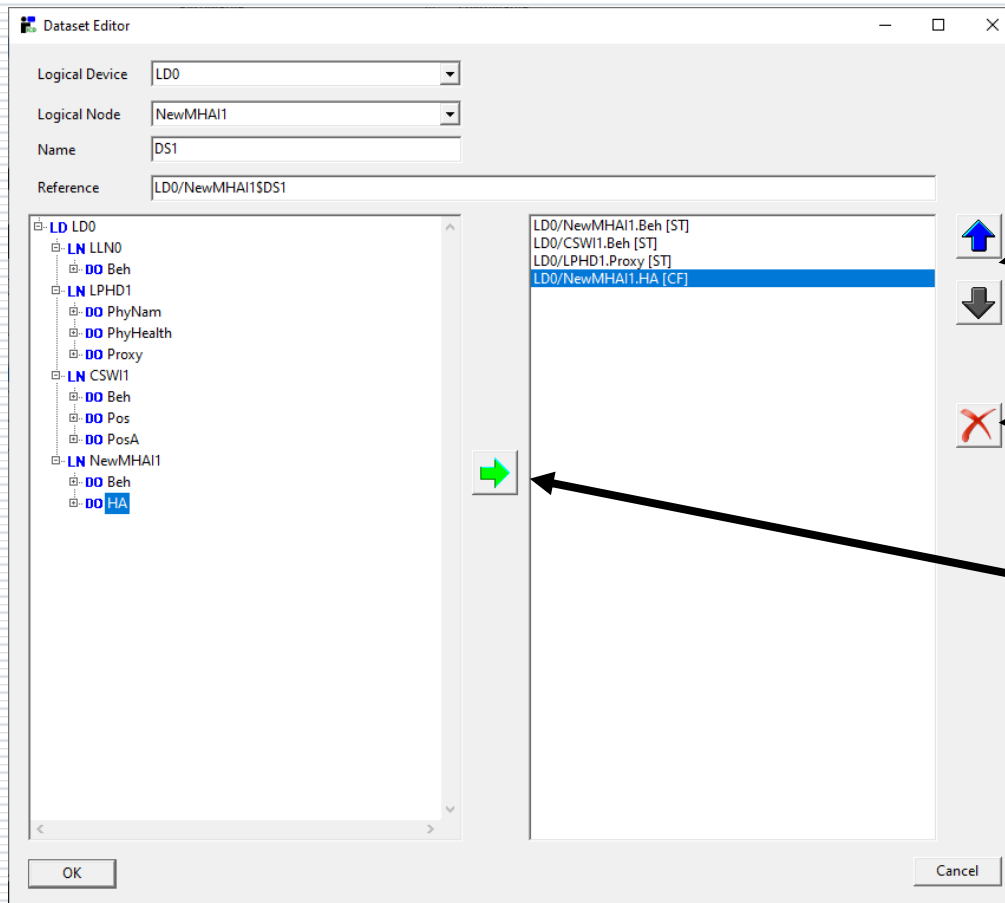 Dataset Editor
Logical Device LD0
Logical Node NewMHAI1
Name DS1
Reference LD0/NewMHAI1$DS1
LD LD0
LN LLN0
DO Beh
LN LPHD1
DO PhyNam
DO PhyHealth
DO Proxy
LN CSWI1
DO Beh
DO Pos
DO PosA
LN NewMHAI1
DO Beh
DO HA
LD0/NewMHAI1.Beh [ST]
LD0/CSWI1.Beh [ST]
LD0/LPHD1.Proxy [ST]
LD0/NewMHAI1.HA [CF]
OK
Cancel